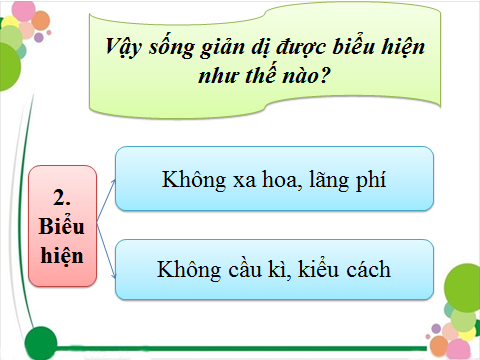 Vậy sống giản dị được biểu hiện
như thế nào?
Không xa hoa, lãng phí
2.
Biểu
hiện
Không cầu kì, kiểu cách